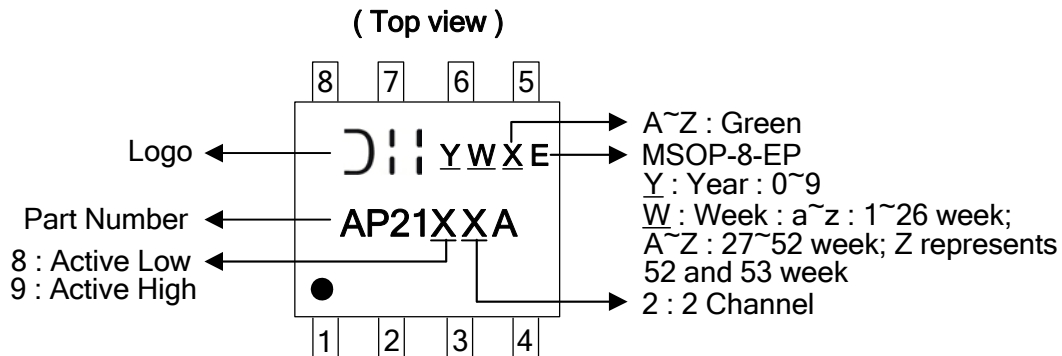 ( Top view )
8 7 6 5
Logo
Y W X E
A~Z : Green
MSOP-8-EP
Y : Year : 0~9
W : Week : a~z : 1~26 week;
A~Z : 27~52 week; Z represents
52 and 53 week
Part Number
AP21XXA
8 : Active Low
9 : Active High
2 : 2 Channel
1 2 3 4